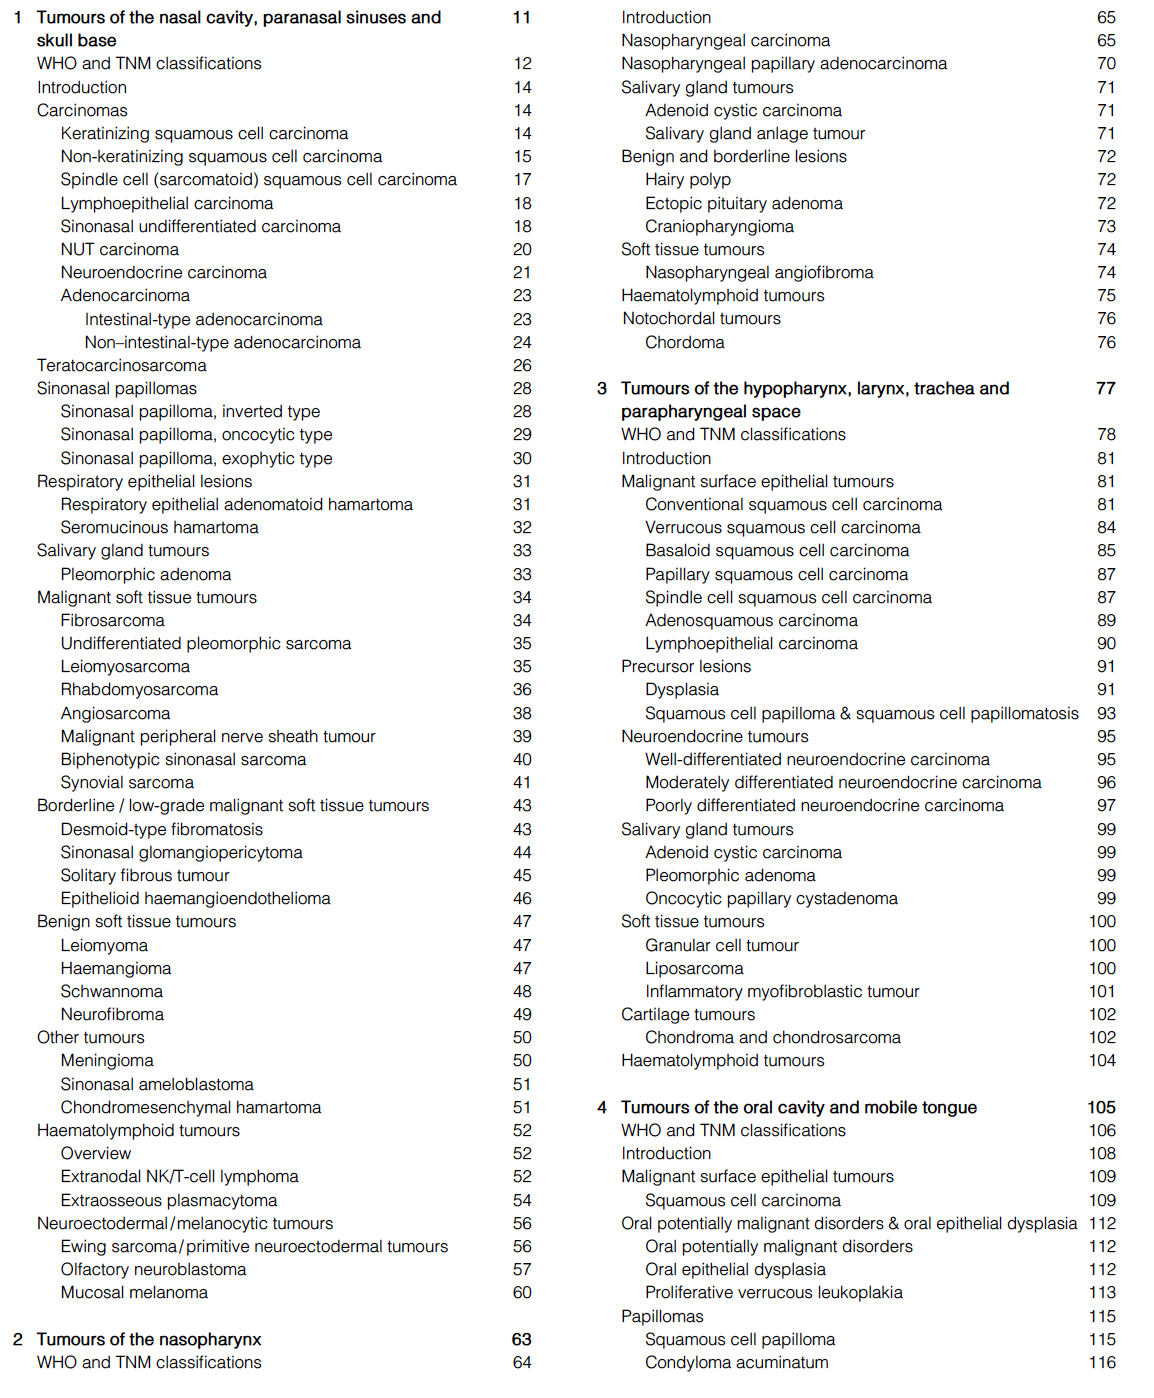 1 Tumours of the nasal cavity, paranasal sinuses and 11
skull base
WHO and TNM classifications 12
Introduction 14
Carcinomas 14
Keratinizing squamous cell carcinoma 14
Non-keratinizing squamous cell carcinoma 15
Spindle cell (sarcomatoid) squamous cell carcinoma 17
Lymphoepithelial carcinoma 18
Sinonasal undifferentiated carcinoma 18
NUT carcinoma 20
Neuroendocrine carcinoma 21
Adenocarcinoma 23
Intestinal-type adenocarcinoma 23
Non–intestinal-type adenocarcinoma 24
Teratocarcinosarcoma 26
Sinonasal papillomas 28
Sinonasal papilloma, inverted type 28
Sinonasal papilloma, oncocytic type 29
Sinonasal papilloma, exophytic type 30
Respiratory epithelial lesions 31
Respiratory epithelial adenomatoid hamartoma 31
Seromucinous hamartoma 32
Salivary gland tumours 33
Pleomorphic adenoma 33
Malignant soft tissue tumours 34
Fibrosarcoma 34
Undifferentiated pleomorphic sarcoma 35
Leiomyosarcoma 35
Rhabdomyosarcoma 36
Angiosarcoma 38
Malignant peripheral nerve sheath tumour 39
Biphenotypic sinonasal sarcoma 40
Synovial sarcoma 41
Borderline / low-grade malignant soft tissue tumours 43
Desmoid-type fibromatosis 43
Sinonasal glomangiopericytoma 44
Solitary fibrous tumour 45
Epithelioid haemangioendothelioma 46
Benign soft tissue tumours 47
Leiomyoma 47
Haemangioma 47
Schwannoma 48
Neurofibroma 49
Other tumours 50
Meningioma 50
Sinonasal ameloblastoma 51
Chondromesenchymal hamartoma 51
Haematolymphoid tumours 52
Overview 52
Extranodal NK/T-cell lymphoma 52
Extraosseous plasmacytoma 54
Neuroectodermal / melanocytic tumours 56
Ewing sarcoma / primitive neuroectodermal tumours 56
Olfactory neuroblastoma 57
Mucosal melanoma 60
2 Tumours of the nasopharynx 63
WHO and TNM classifications 64
Introduction 65
Nasopharyngeal carcinoma 65
Nasopharyngeal papillary adenocarcinoma 70
Salivary gland tumours 71
Adenoid cystic carcinoma 71
Salivary gland anlage tumour 71
Benign and borderline lesions 72
Hairy polyp 72
Ectopic pituitary adenoma 72
Craniopharyngioma 73
Soft tissue tumours 74
Nasopharyngeal angiofibroma 74
Haematolymphoid tumours 75
Notochordal tumours 76
Chordoma 76
3 Tumours of the hypopharynx, larynx, trachea and 77
parapharyngeal space
WHO and TNM classifications 78
Introduction 81
Malignant surface epithelial tumours 81
Conventional squamous cell carcinoma 81
Verrucous squamous cell carcinoma 84
Basaloid squamous cell carcinoma 85
Papillary squamous cell carcinoma 87
Spindle cell squamous cell carcinoma 87
Adenosquamous carcinoma 89
Lymphoepithelial carcinoma 90
Precursor lesions 91
Dysplasia 91
Squamous cell papilloma & squamous cell papillomatosis 93
Neuroendocrine tumours 95
Well-differentiated neuroendocrine carcinoma 95
Moderately differentiated neuroendocrine carcinoma 96
Poorly differentiated neuroendocrine carcinoma 97
Salivary gland tumours 99
Adenoid cystic carcinoma 99
Pleomorphic adenoma 99
Oncocytic papillary cystadenoma 99
Soft tissue tumours 100
Granular cell tumour 100
Liposarcoma 100
Inflammatory myofibroblastic tumour 101
Cartilage tumours 102
Chondroma and chondrosarcoma 102
Haematolymphoid tumours 104
4 Tumours of the oral cavity and mobile tongue 105
WHO and TNM classifications 106
Introduction 108
Malignant surface epithelial tumours 109
Squamous cell carcinoma 109
Oral potentially malignant disorders & oral epithelial dysplasia 112
Oral potentially malignant disorders 112
Oral epithelial dysplasia 112
Proliferative verrucous leukoplakia 113
Papillomas 115
Squamous cell papilloma 115
Condyloma acuminatum 116